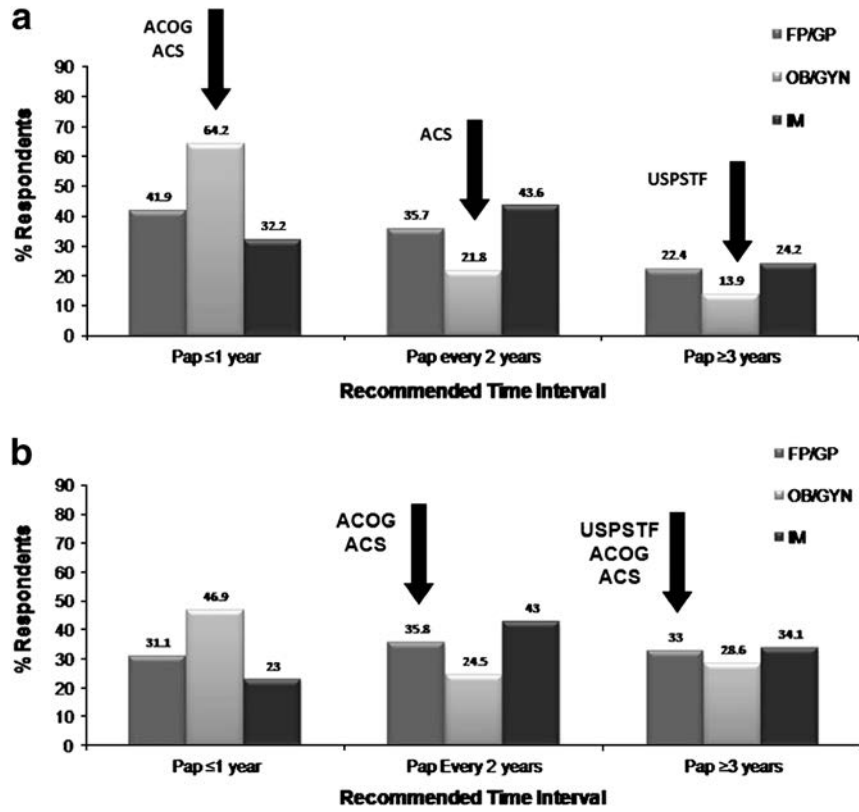 a
ACOG
ACS
ACS
USPSTF
FP/GP
OB/GYN
IM
% Respondents
90
80
70
60
50
40
30
20
10
0
41.9
64.2
32.2
35.7
21.8
43.6
22.4
13.9
24.2
Pap ≤1 year
Pap every 2 years
Pap ≥3 years
Recommended Time Interval
b
ACOG
ACS
USPSTF
ACOG
ACS
FP/GP
OB/GYN
IM
% Respondents
90
80
70
60
50
40
30
20
10
0
31.1
46.9
23
35.8
24.5
43
33
28.6
34.1
Pap ≤1 year
Pap Every 2 years
Pap ≥3 years
Recommended Time Interval